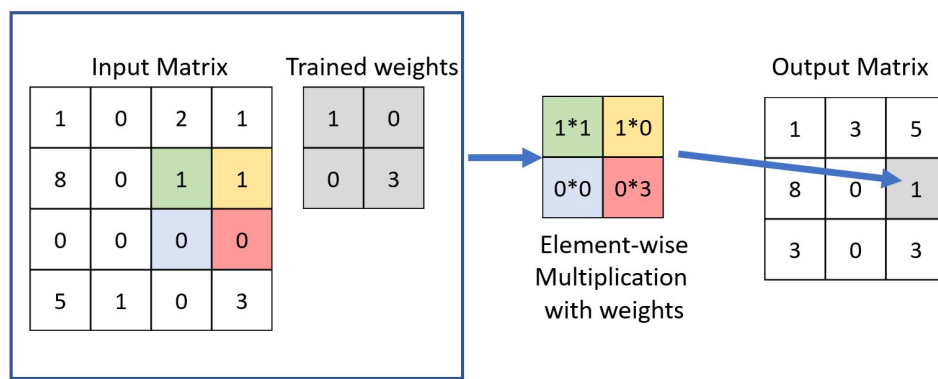 Input Matrix
Trained weights
Output Matrix
1 0 2 1
8 0 1 1
0 0 0 0
5 1 0 3
1 0
0 3
1*1 1*0
0*0 0*3
Element-wise
Multiplication
with weights
1 3 5
8 0 1
3 0 3